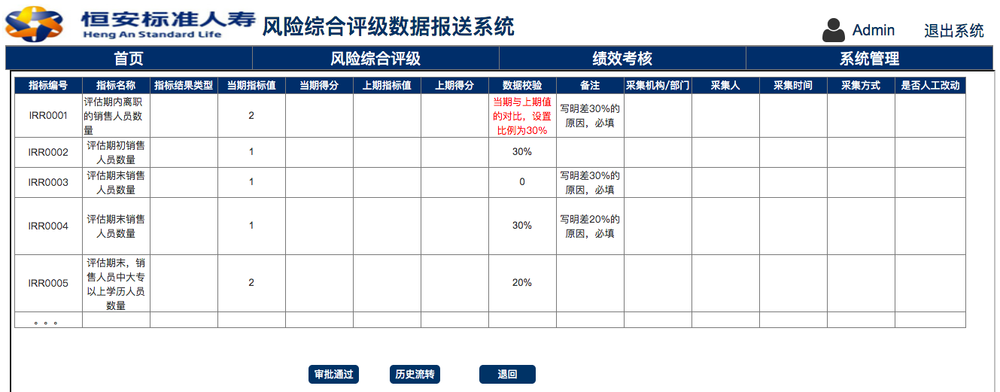 恒安标准人寿
Heng An Standard Life
风险综合评级数据报送系统
Admin
退出系统
首页
风险综合评级
绩效考核
系统管理
指标编号 指标名称 指标结果类型 当期指标值 当期得分 上期指标值 上期得分 数据校验 备注 采集机构/部门 采集人 采集时间 采集方式 是否人工改动
IRR0001
评估期内离职
的销售人员数
量
2
当期与上期值
的对比，设置
比例为30%
写明差30%的
原因，必填
IRR0002
评估期初销售
人员数量
1
30%
IRR0003
评估期末销售
人员数量
1
0
写明差30%的
原因，必填
IRR0004
评估期末销售
人员数量
1
30%
写明差20%的
原因，必填
IRR0005
评估期末，销
售人员中大专
以上学历人员
数量
2
20%
。。。
审批通过
历史流转
退回